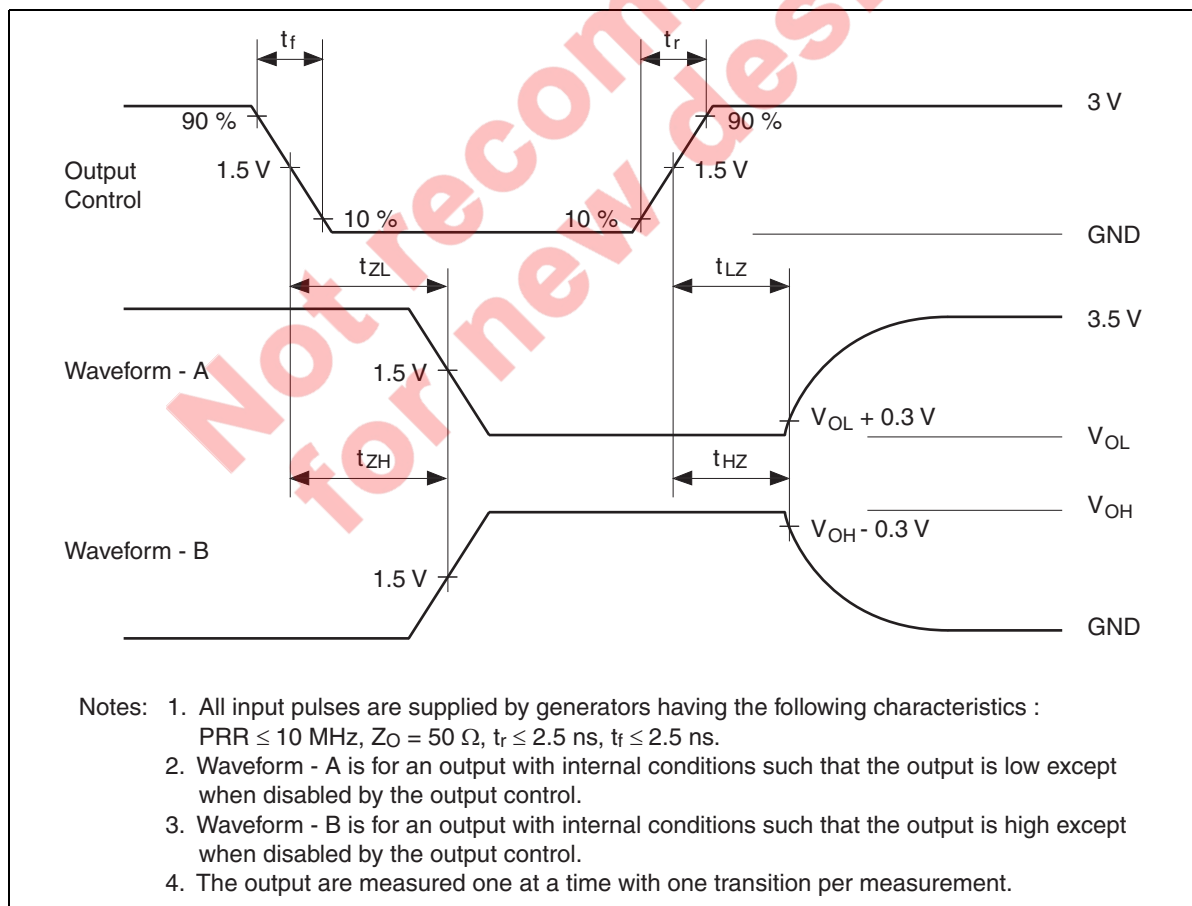 Not recom
for new desi
tf
tr
3 V
90 %
90 %
Output
Control
1.5 V
1.5 V
10 %
10 %
GND
tZL
tLZ
3.5 V
Waveform - A
1.5 V
VOL + 0.3 V
VOL
tZH
tHZ
VOH
VOH - 0.3 V
Waveform - B
1.5 V
GND
Notes: 1. All input pulses are supplied by generators having the following characteristics :
PRR ≤ 10 MHz, ZO = 50 Ω, tr ≤ 2.5 ns, tf ≤ 2.5 ns.
2. Waveform - A is for an output with internal conditions such that the output is low except
when disabled by the output control.
3. Waveform - B is for an output with internal conditions such that the output is high except
when disabled by the output control.
4. The output are measured one at a time with one transition per measurement.